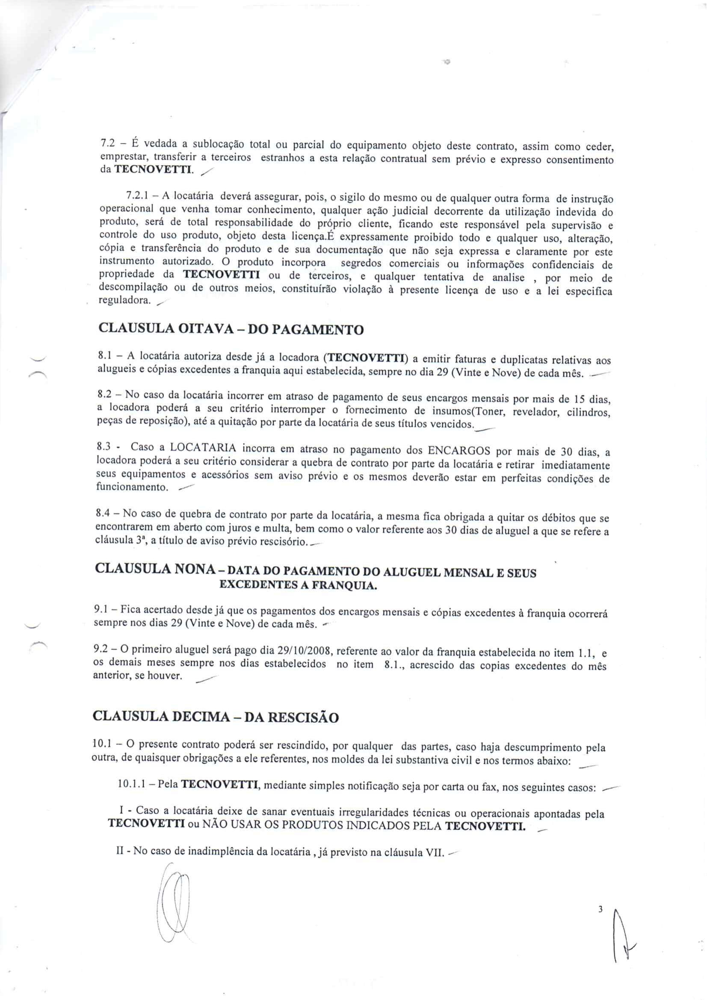 7.2 – É vedada a sublocação total ou parcial do equipamento objeto deste contrato, assim como ceder,
emprestar, transferir a terceiros estranhos a esta relação contratual sem prévio e expresso consentimento
da TECNOVETTI.
7.2.1 – A locatária deverá assegurar, pois, o sigilo do mesmo ou de qualquer outra forma de instrução
operacional que venha tomar conhecimento, qualquer ação judicial decorrente da utilização indevida do
produto, será de total responsabilidade do próprio cliente, ficando este responsável pela supervisão e
controle do uso produto, objeto desta licença.É expressamente proibido todo e qualquer uso, alteração,
cópia e transferência do produto e de sua documentação que não seja expressa e claramente por este
instrumento autorizado. O produto incorpora segredos comerciais ou informações confidenciais de
propriedade da TECNOVETTI ou de terceiros, e qualquer tentativa de analise , por meio de
descompilação ou de outros meios, constituírão violação à presente licença de uso e a lei especifica
reguladora.
CLAUSULA OITAVA – DO PAGAMENTO
8.1 – A locatária autoriza desde já a locadora (TECNOVETTI) a emitir faturas e duplicatas relativas aos
alugueis e cópias excedentes a franquia aqui estabelecida, sempre no dia 29 (Vinte e Nove) de cada mês.
8.2 – No caso da locatária incorrer em atraso de pagamento de seus encargos mensais por mais de 15 dias,
a locadora poderá a seu critério interromper o fornecimento de insumos(Toner, revelador, cilindros,
peças de reposição), até a quitação por parte da locatária de seus títulos vencidos.
8.3 - Caso a LOCATARIA incorra em atraso no pagamento dos ENCARGOS por mais de 30 dias, a
locadora poderá a seu critério considerar a quebra de contrato por parte da locatária e retirar imediatamente
seus equipamentos e acessórios sem aviso prévio e os mesmos deverão estar em perfeitas condições de
funcionamento.
8.4 – No caso de quebra de contrato por parte da locatária, a mesma fica obrigada a quitar os débitos que se
encontrarem em aberto com juros e multa, bem como o valor referente aos 30 dias de aluguel a que se refere a
cláusula 3ª, a título de aviso prévio rescisório.
CLAUSULA NONA – DATA DO PAGAMENTO DO ALUGUEL MENSAL E SEUS
EXCEDENTES A FRANQUIA.
9.1 – Fica acertado desde já que os pagamentos dos encargos mensais e cópias excedentes à franquia ocorrerá
sempre nos dias 29 (Vinte e Nove) de cada mês.
9.2 – O primeiro aluguel será pago dia 29/10/2008, referente ao valor da franquia estabelecida no item 1.1, e
os demais meses sempre nos dias estabelecidos no item 8.1., acrescido das copias excedentes do mês
anterior, se houver.
CLAUSULA DECIMA – DA RESCISÃO
10.1 – O presente contrato poderá ser rescindido, por qualquer das partes, caso haja descumprimento pela
outra, de quaisquer obrigações a ele referentes, nos moldes da lei substantiva civil e nos termos abaixo:
10.1.1 – Pela TECNOVETTI, mediante simples notificação seja por carta ou fax, nos seguintes casos:
I - Caso a locatária deixe de sanar eventuais irregularidades técnicas ou operacionais apontadas pela
TECNOVETTI ou NÃO USAR OS PRODUTOS INDICADOS PELA TECNOVETTI.
II - No caso de inadimplência da locatária , já previsto na cláusula VII.
3